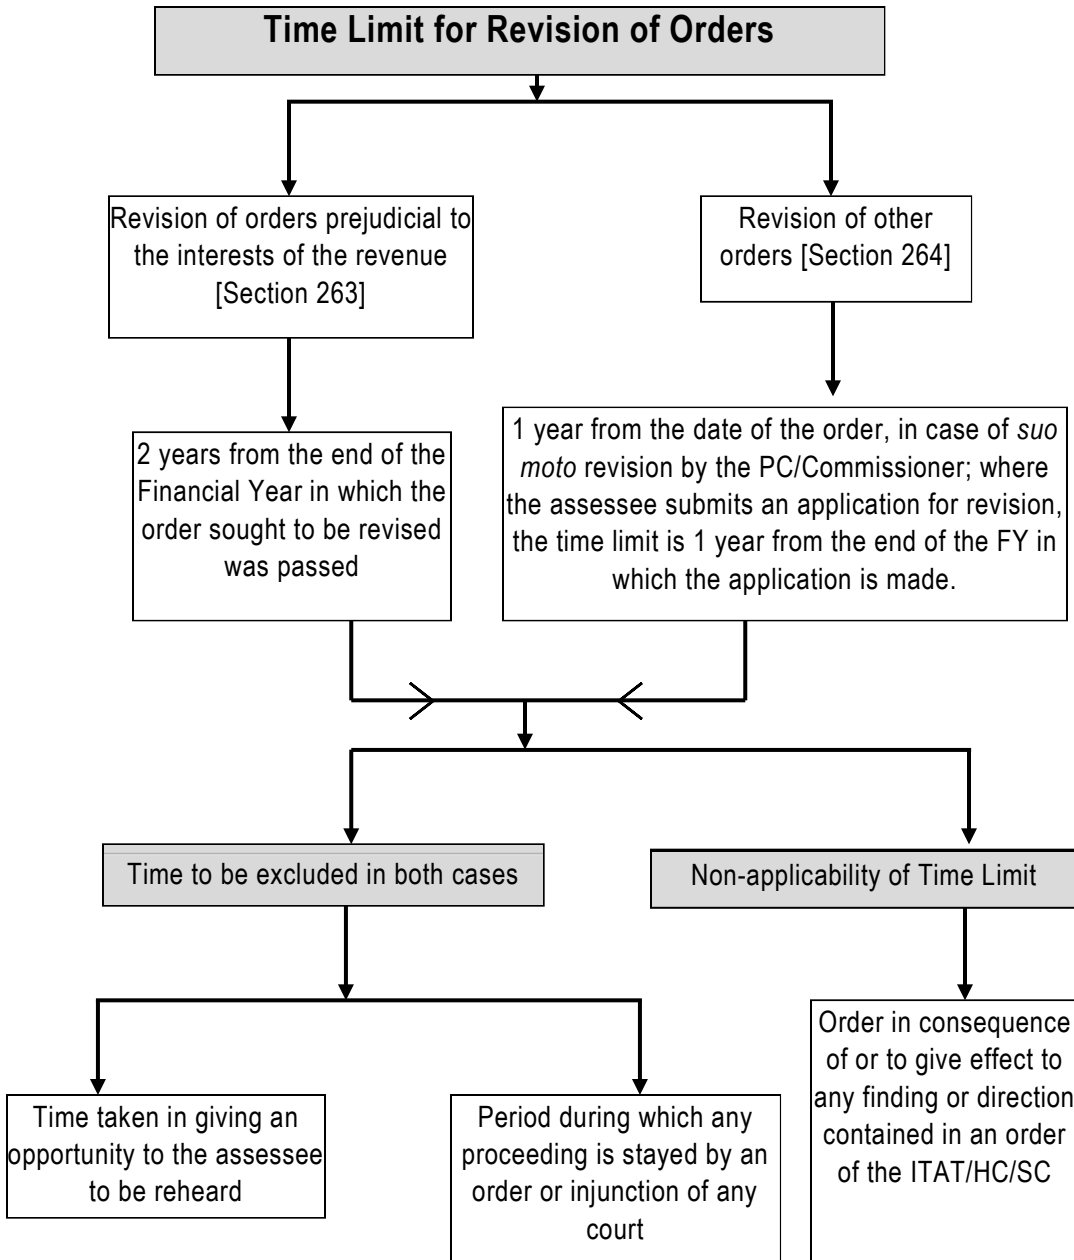 Time Limit for Revision of Orders
Revision of orders prejudicial to
the interests of the revenue
[Section 263]
Revision of other
orders [Section 264]
2 years from the end of the
Financial Year in which the
order sought to be revised
was passed
1 year from the date of the order, in case of suo
moto revision by the PC/Commissioner; where
the assessee submits an application for revision,
the time limit is 1 year from the end of the FY in
which the application is made.
Time to be excluded in both cases
Non-applicability of Time Limit
Time taken in giving an
opportunity to the assessee
to be reheard
Period during which any
proceeding is stayed by an
order or injunction of any
court
Order in consequence
of or to give effect to
any finding or direction
contained in an order
of the ITAT/HC/SC